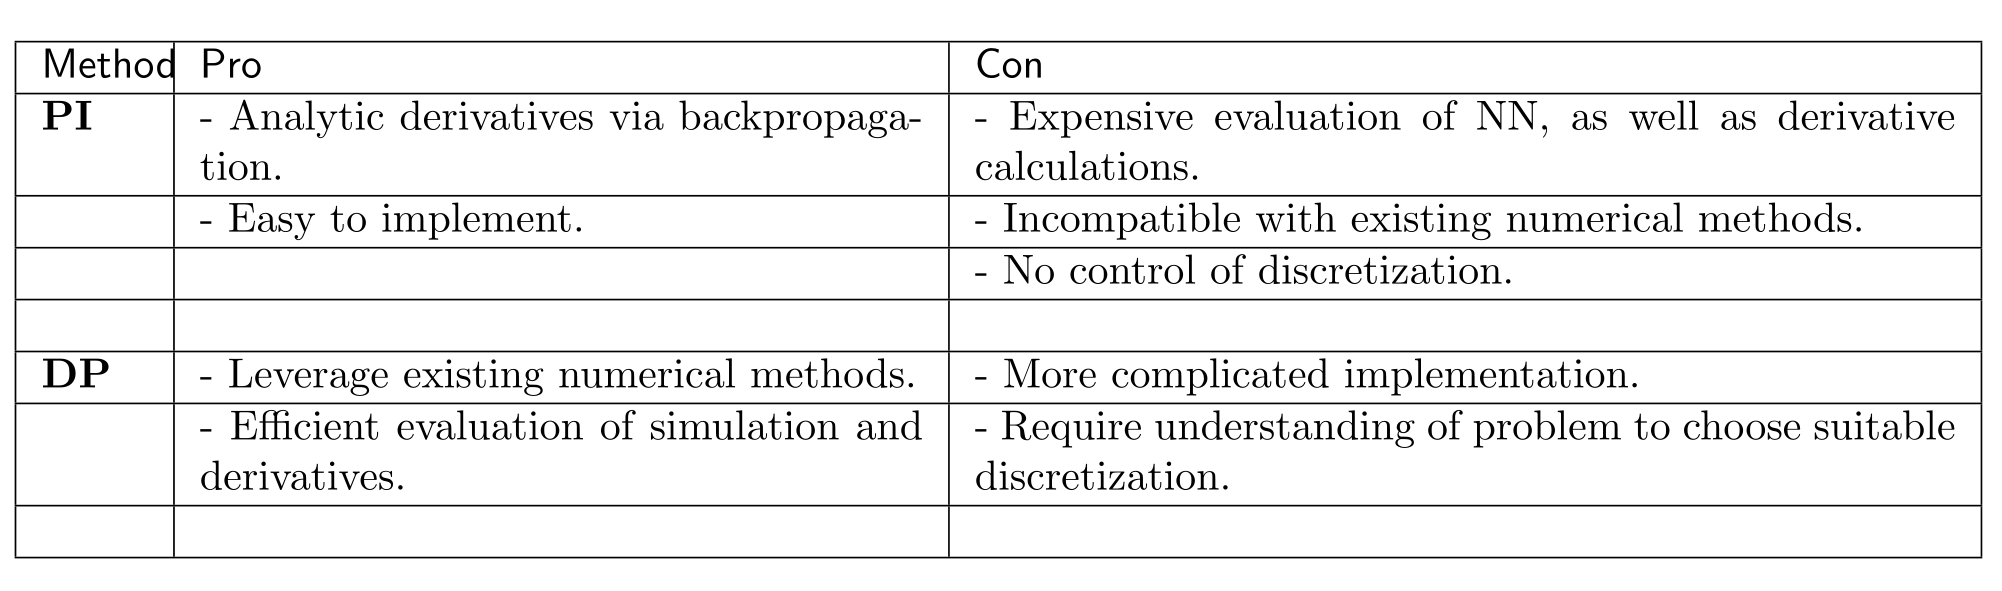 Method Pro Con
PI - Analytic derivatives via backpropaga- - Expensive evaluation of NN, as well as derivative
tion. calculations.
- Easy to implement. - Incompatible with existing numerical methods.
- No control of discretization.
DP - Leverage existing numerical methods. - More complicated implementation.
- Efficient evaluation of simulation and - Require understanding of problem to choose suitable
derivatives. discretization.